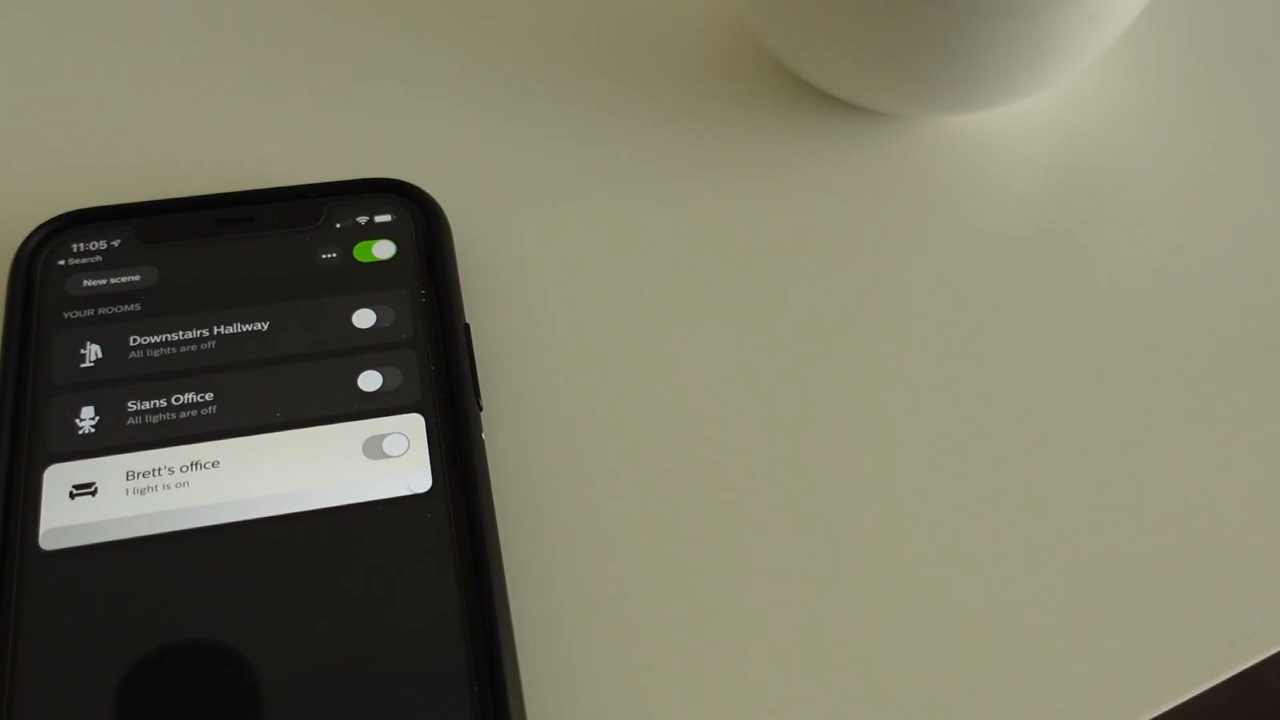 11:05
Search
New scene
YOUR ROOMS
Downstairs Hallway
All lights are off
Sians Office
All lights are off
Brett's office
1 light is on